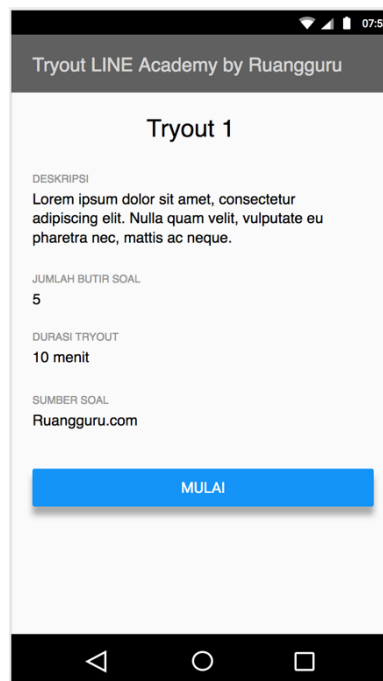 07:5
Tryout LINE Academy by Ruangguru
Tryout 1
DESKRIPSI
Lorem ipsum dolor sit amet, consectetur
adipiscing elit. Nulla quam velit, vulputate eu
pharetra nec, mattis ac neque.
JUMLAH BUTIR SOAL
5
DURASI TRYOUT
10 menit
SUMBER SOAL
Ruangguru.com
MULAI